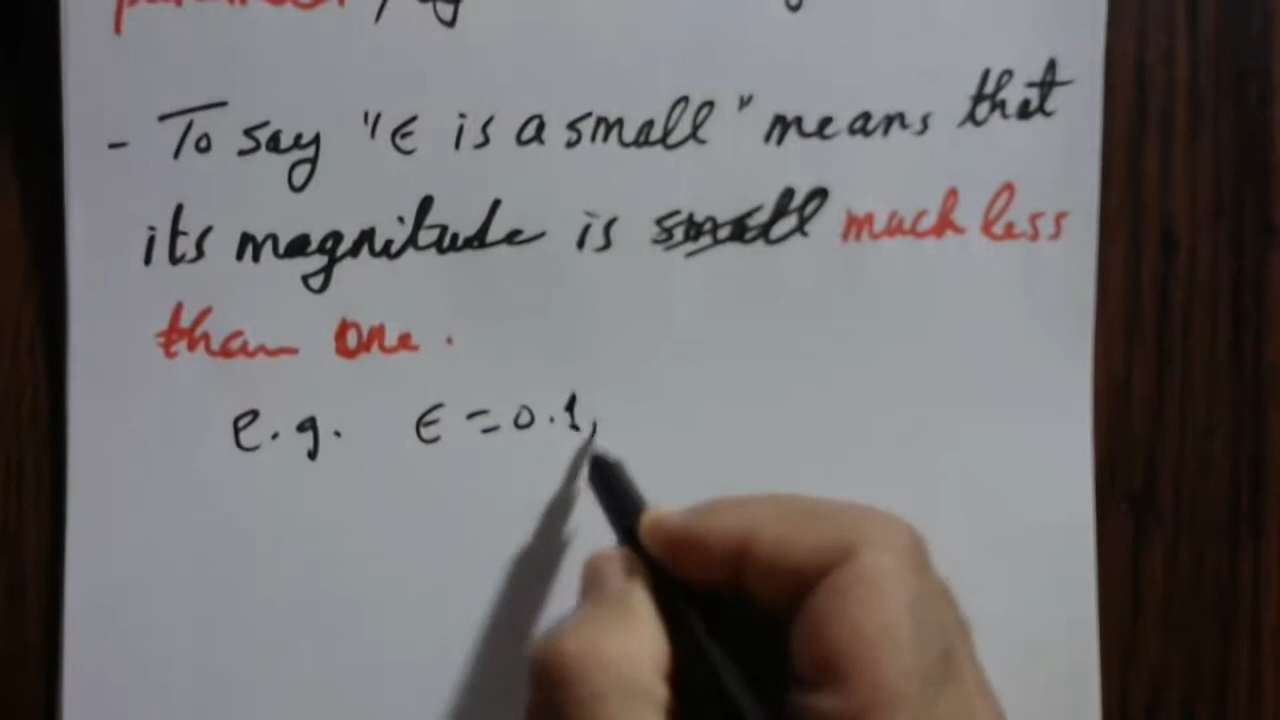 - To say "ϵ is a small" means that
its magnitude is small much less
than one.
e.g. ϵ = 0.1,